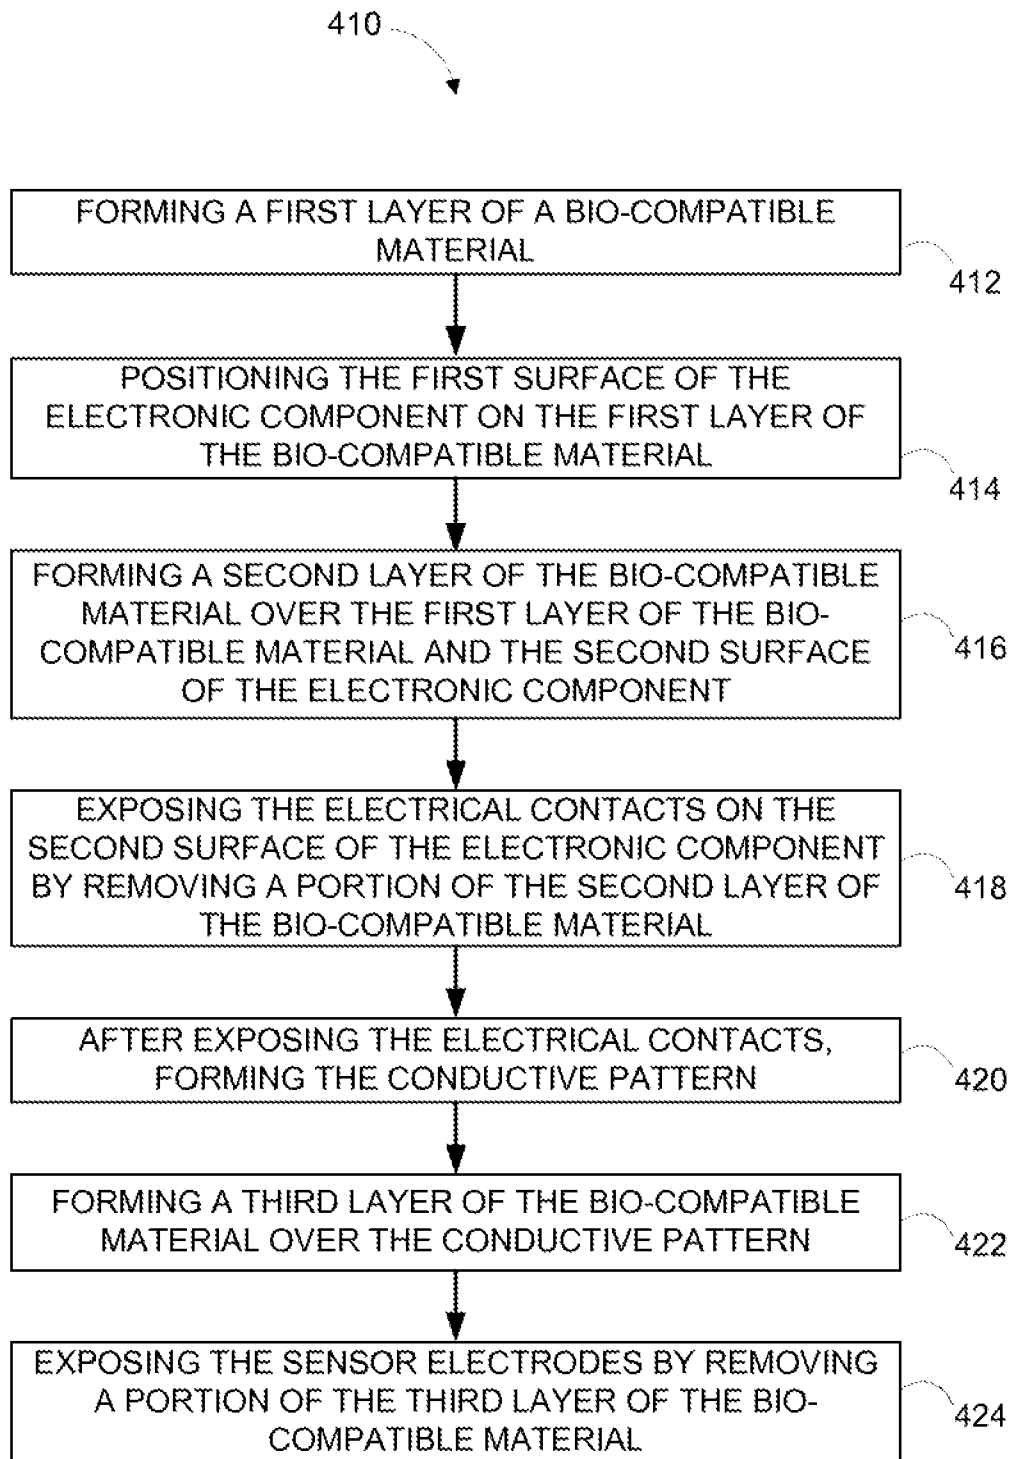 410
FORMING A FIRST LAYER OF A BIO-COMPATIBLE
MATERIAL
412
POSITIONING THE FIRST SURFACE OF THE
ELECTRONIC COMPONENT ON THE FIRST LAYER OF
THE BIO-COMPATIBLE MATERIAL
414
FORMING A SECOND LAYER OF THE BIO-COMPATIBLE
MATERIAL OVER THE FIRST LAYER OF THE BIO-
COMPATIBLE MATERIAL AND THE SECOND SURFACE
OF THE ELECTRONIC COMPONENT
416
EXPOSING THE ELECTRICAL CONTACTS ON THE
SECOND SURFACE OF THE ELECTRONIC COMPONENT
BY REMOVING A PORTION OF THE SECOND LAYER OF
THE BIO-COMPATIBLE MATERIAL
418
AFTER EXPOSING THE ELECTRICAL CONTACTS,
FORMING THE CONDUCTIVE PATTERN
420
FORMING A THIRD LAYER OF THE BIO-COMPATIBLE
MATERIAL OVER THE CONDUCTIVE PATTERN
422
EXPOSING THE SENSOR ELECTRODES BY REMOVING
A PORTION OF THE THIRD LAYER OF THE BIO-
COMPATIBLE MATERIAL
424